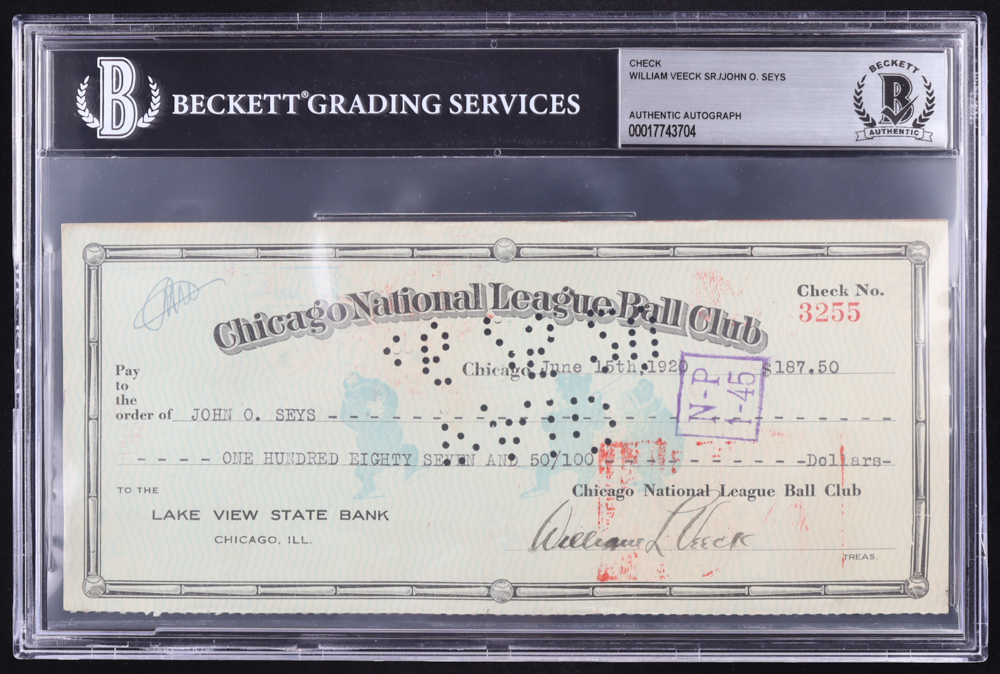 B
BECKETT® GRADING SERVICES
CHECK
WILLIAM VEECK SR./JOHN O. SEYS
AUTHENTIC AUTOGRAPH
00017743704
BECKETT
B
AUTHENTIC
Chicago National League Ball Club
Check No.
3255
Chicago, June 15th,1920 $187.50
N-P
1-45
Pay
to
the
order of JOHN O. SEYS
ONE HUNDRED EIGHTY SEVEN AND 50/100 Dollars
TO THE
LAKE VIEW STATE BANK
CHICAGO, ILL.
Chicago National League Ball Club
William L Veeck
TREAS.